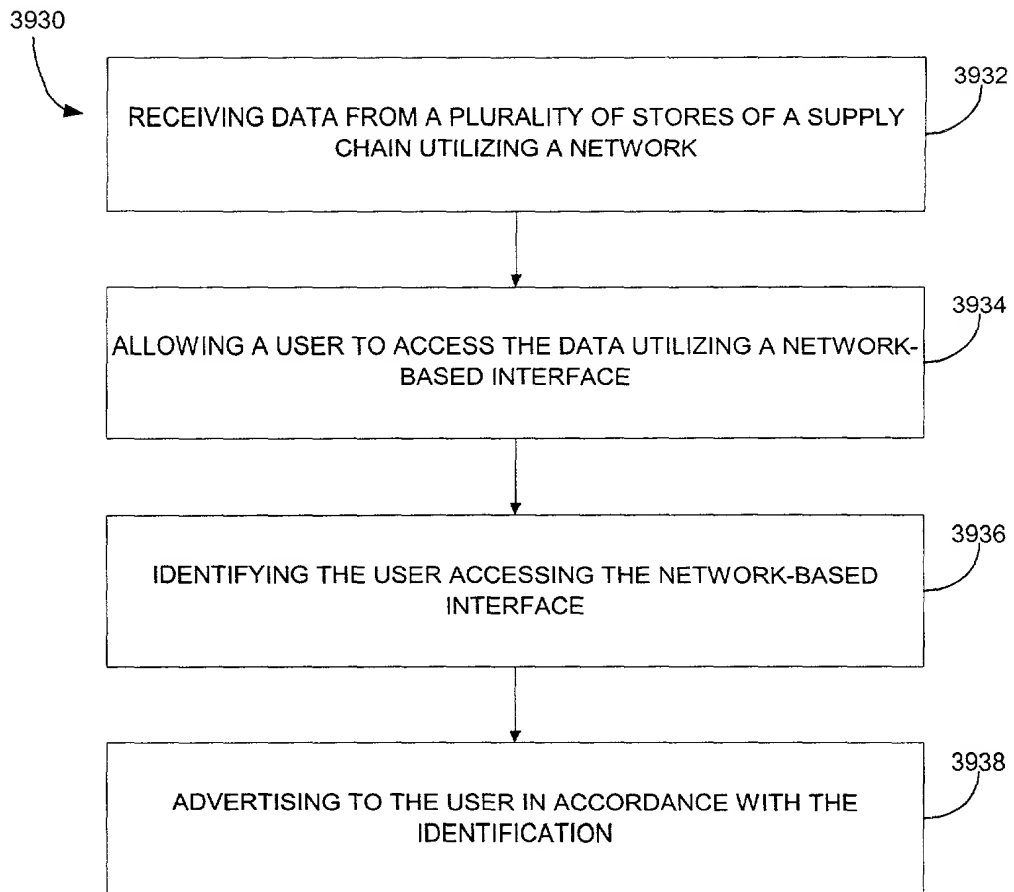 3930
3932
RECEIVING DATA FROM A PLURALITY OF STORES OF A SUPPLY
CHAIN UTILIZING A NETWORK
3934
ALLOWING A USER TO ACCESS THE DATA UTILIZING A NETWORK-
BASED INTERFACE
3936
IDENTIFYING THE USER ACCESSING THE NETWORK-BASED
INTERFACE
3938
ADVERTISING TO THE USER IN ACCORDANCE WITH THE
IDENTIFICATION